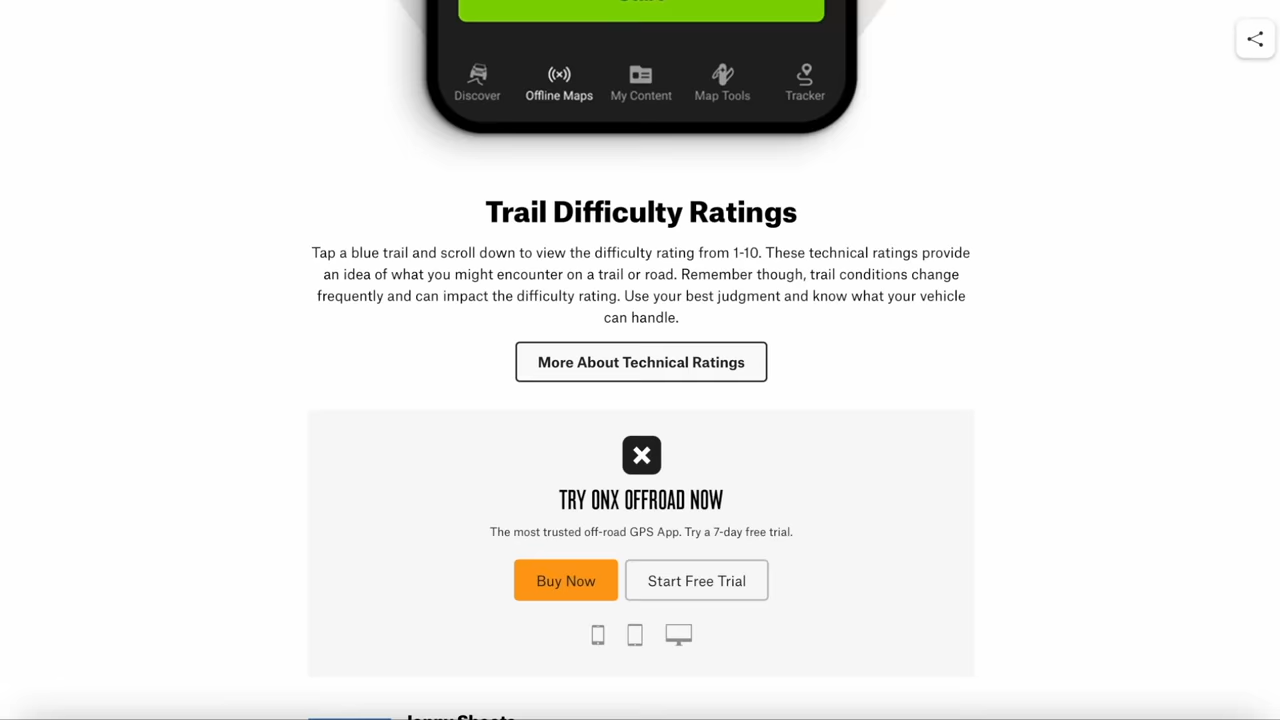 Discover
Offline Maps
My Content
Map Tools
Tracker
Trail Difficulty Ratings
Tap a blue trail and scroll down to view the difficulty rating from 1-10. These technical ratings provide
an idea of what you might encounter on a trail or road. Remember though, trail conditions change
frequently and can impact the difficulty rating. Use your best judgment and know what your vehicle
can handle.
More About Technical Ratings
TRY ONX OFFROAD NOW
The most trusted off-road GPS App. Try a 7-day free trial.
Buy Now
Start Free Trial